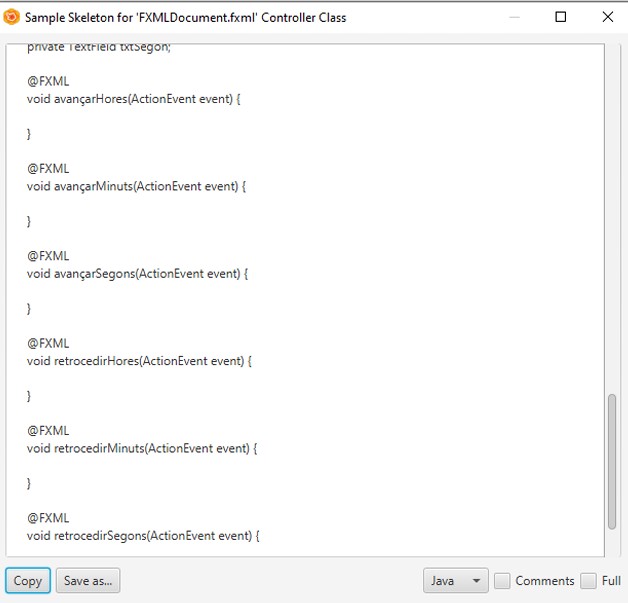 Sample Skeleton for 'FXMLDocument.fxml' Controller Class
private TextField txtSegon;
@FXML
void avançarHores(ActionEvent event) {
}
@FXML
void avançarMinuts(ActionEvent event) {
}
@FXML
void avançarSegons(ActionEvent event) {
}
@FXML
void retrocedirHores(ActionEvent event) {
}
@FXML
void retrocedirMinuts(ActionEvent event) {
}
@FXML
void retrocedirSegons(ActionEvent event) {
Copy Save as... Java Comments Full